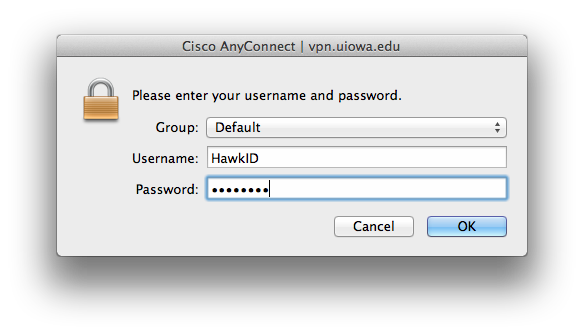 Cisco AnyConnect | vpn.uiowa.edu
Please enter your username and password.
Group: Default
Username: HawkID
Password: ••••••••
Cancel OK